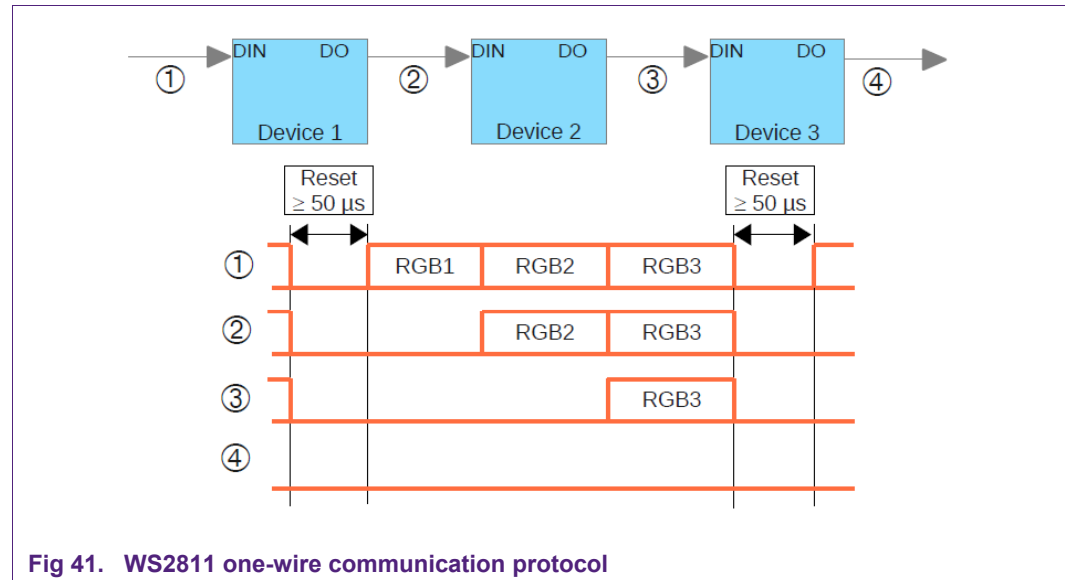 DIN DO DIN DO DIN DO
① ② ③ ④
Device 1 Device 2 Device 3
Reset Reset
≥ 50 µs ≥ 50 µs
① RGB1 RGB2 RGB3
② RGB2 RGB3
③ RGB3
④
Fig 41. WS2811 one-wire communication protocol